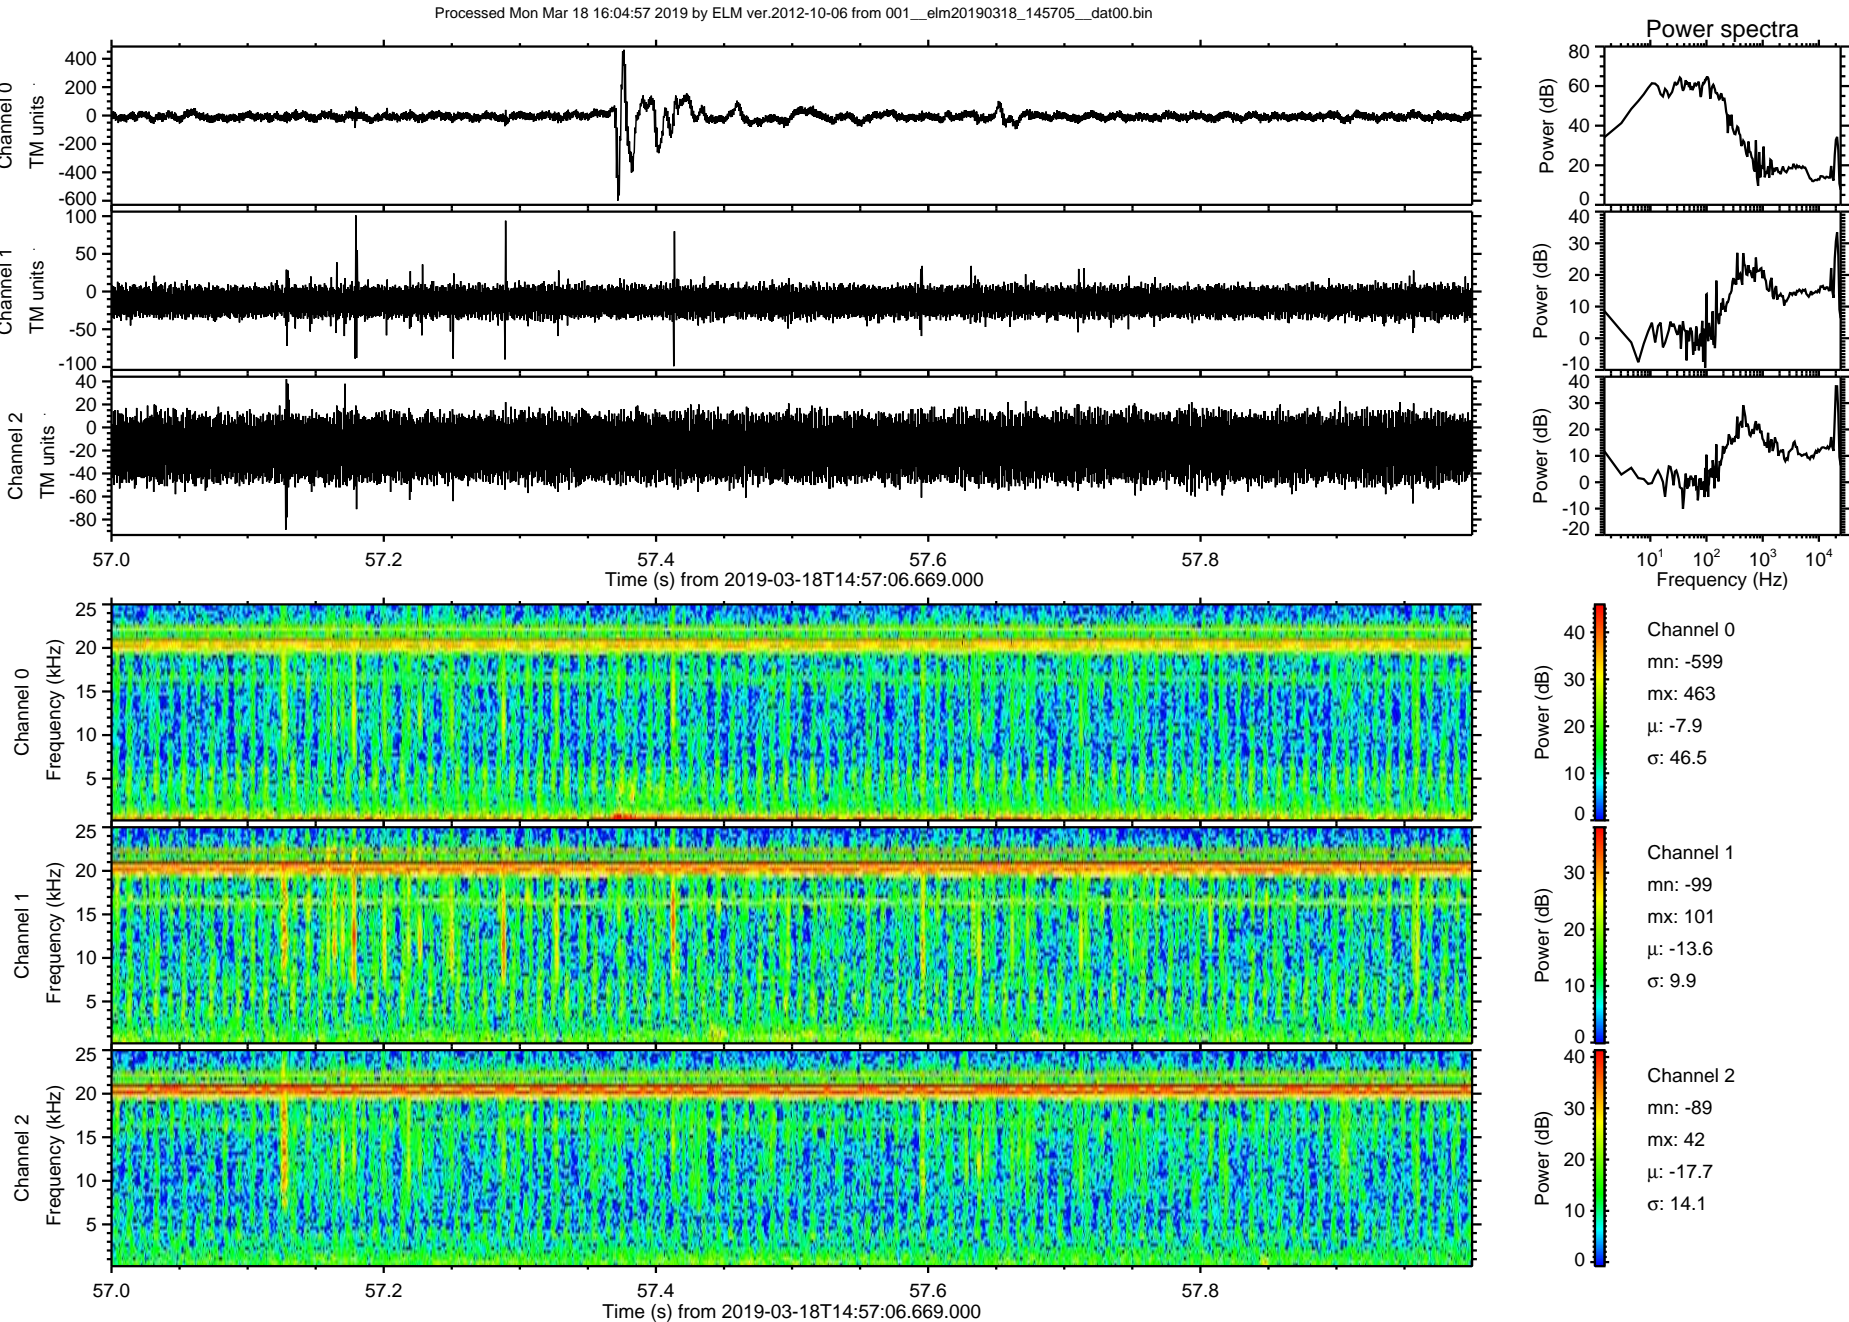 Processed Mon Mar 18 16:04:57 2019 by ELM ver.2012-10-06 from 001__elm20190318_145705__dat00.bin
Power spectra
Channel 0
TM units
400
200
0
-200
-400
-600
Power (dB)
80
60
40
20
0
Channel 1
TM units
100
50
0
-50
-100
Power (dB)
40
30
20
10
0
-10
Channel 2
TM units
40
20
0
-20
-40
-60
-80
Power (dB)
40
30
20
10
0
-10
-20
57.0 57.2 57.4 57.6 57.8
Time (s) from 2019-03-18T14:57:06.669.000
10¹ 10² 10³ 10⁴
Frequency (Hz)
Channel 0
Frequency (kHz)
25
20
15
10
5
Power (dB)
40
30
20
10
0
Channel 0
mn: -599
mx: 463
μ: -7.9
σ: 46.5
Channel 1
Frequency (kHz)
25
20
15
10
5
Power (dB)
30
20
10
0
Channel 1
mn: -99
mx: 101
μ: -13.6
σ: 9.9
Channel 2
Frequency (kHz)
25
20
15
10
5
Power (dB)
40
30
20
10
0
Channel 2
mn: -89
mx: 42
μ: -17.7
σ: 14.1
57.0 57.2 57.4 57.6 57.8
Time (s) from 2019-03-18T14:57:06.669.000